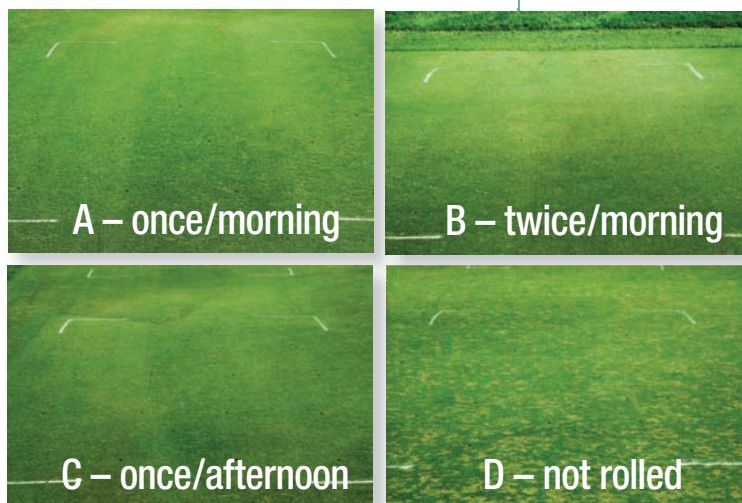 A – once/morning
B – twice/morning
C – once/afternoon
D – not rolled